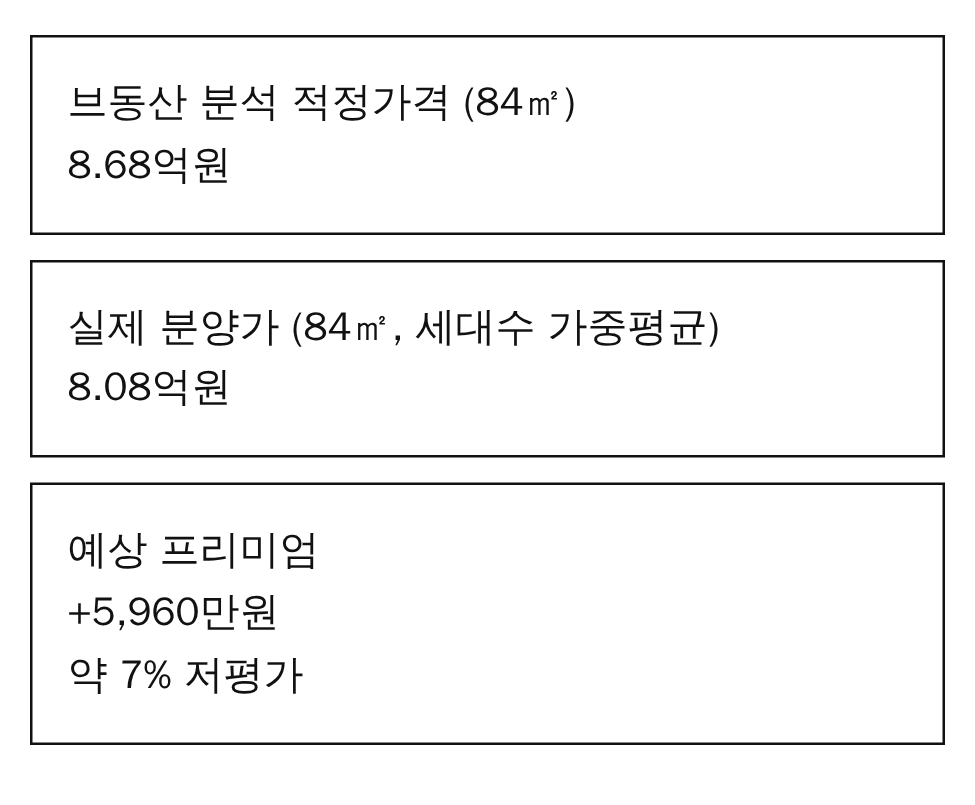 브동산 분석 적정가격 (84㎡)
8.68억원
실제 분양가 (84㎡, 세대수 가중평균)
8.08억원
예상 프리미엄
+5,960만원
약 7% 저평가